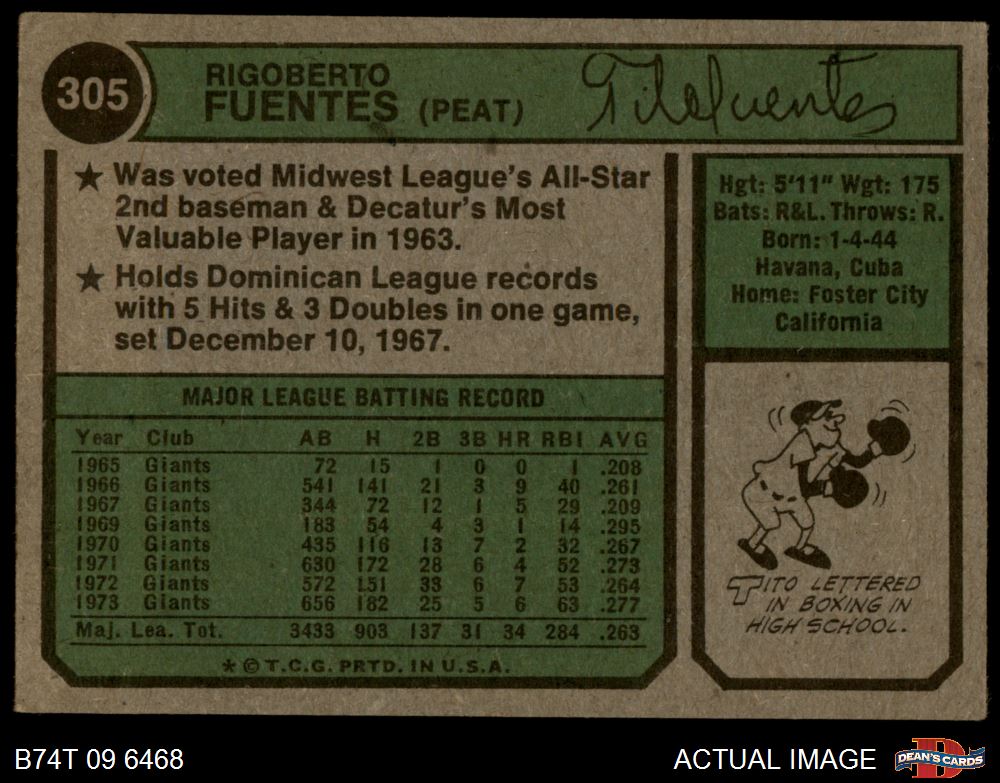 305
RIGOBERTO
FUENTES (PEAT)
Tito Fuentes
★ Was voted Midwest League's All-Star
2nd baseman & Decatur's Most
Valuable Player in 1963.
★ Holds Dominican League records
with 5 Hits & 3 Doubles in one game,
set December 10, 1967.
Hgt: 5'11" Wgt: 175
Bats: R&L. Throws: R.
Born: 1-4-44
Havana, Cuba
Home: Foster City
California
MAJOR LEAGUE BATTING RECORD
Year Club AB H 2B 3B HR RBI AVG
1965 Giants 72 15 1 0 0 1 .208
1966 Giants 541 141 21 3 9 40 .261
1967 Giants 344 72 12 1 5 29 .209
1969 Giants 183 54 4 3 1 14 .295
1970 Giants 435 116 13 7 2 32 .267
1971 Giants 630 172 28 6 4 52 .273
1972 Giants 572 151 33 6 7 53 .264
1973 Giants 656 182 25 5 6 63 .277
Maj. Lea. Tot. 3433 903 137 31 34 284 .263
* © T.C.G. PRTD. IN U.S.A.
TITO LETTERED
IN BOXING IN
HIGH SCHOOL.
B74T 09 6468
ACTUAL IMAGE
D
DEAN'S CARDS